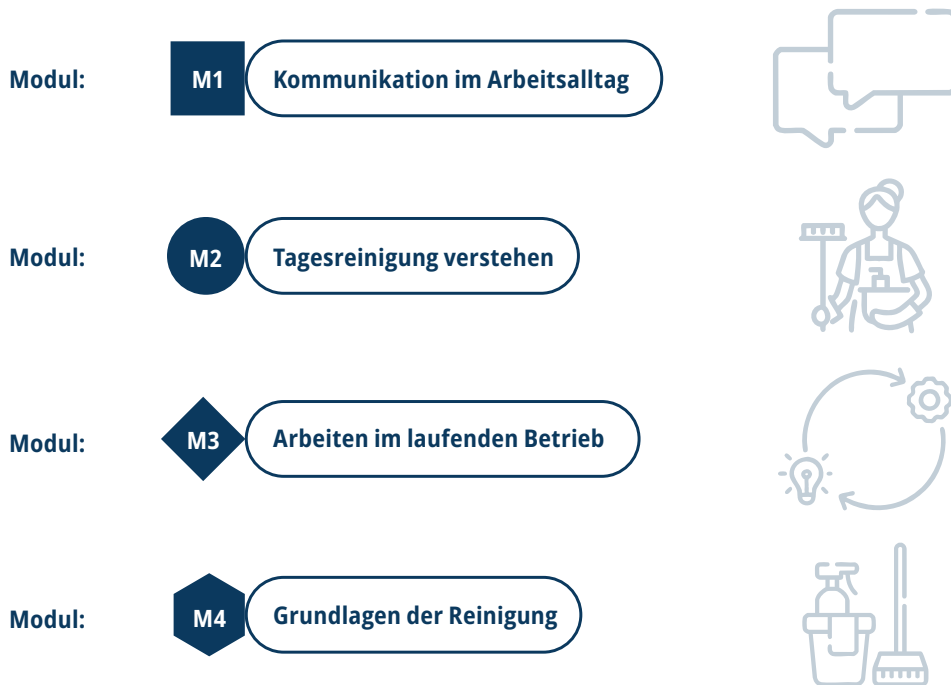 Modul: M1 Kommunikation im Arbeitsalltag
Modul: M2 Tagesreinigung verstehen
Modul: M3 Arbeiten im laufenden Betrieb
Modul: M4 Grundlagen der Reinigung